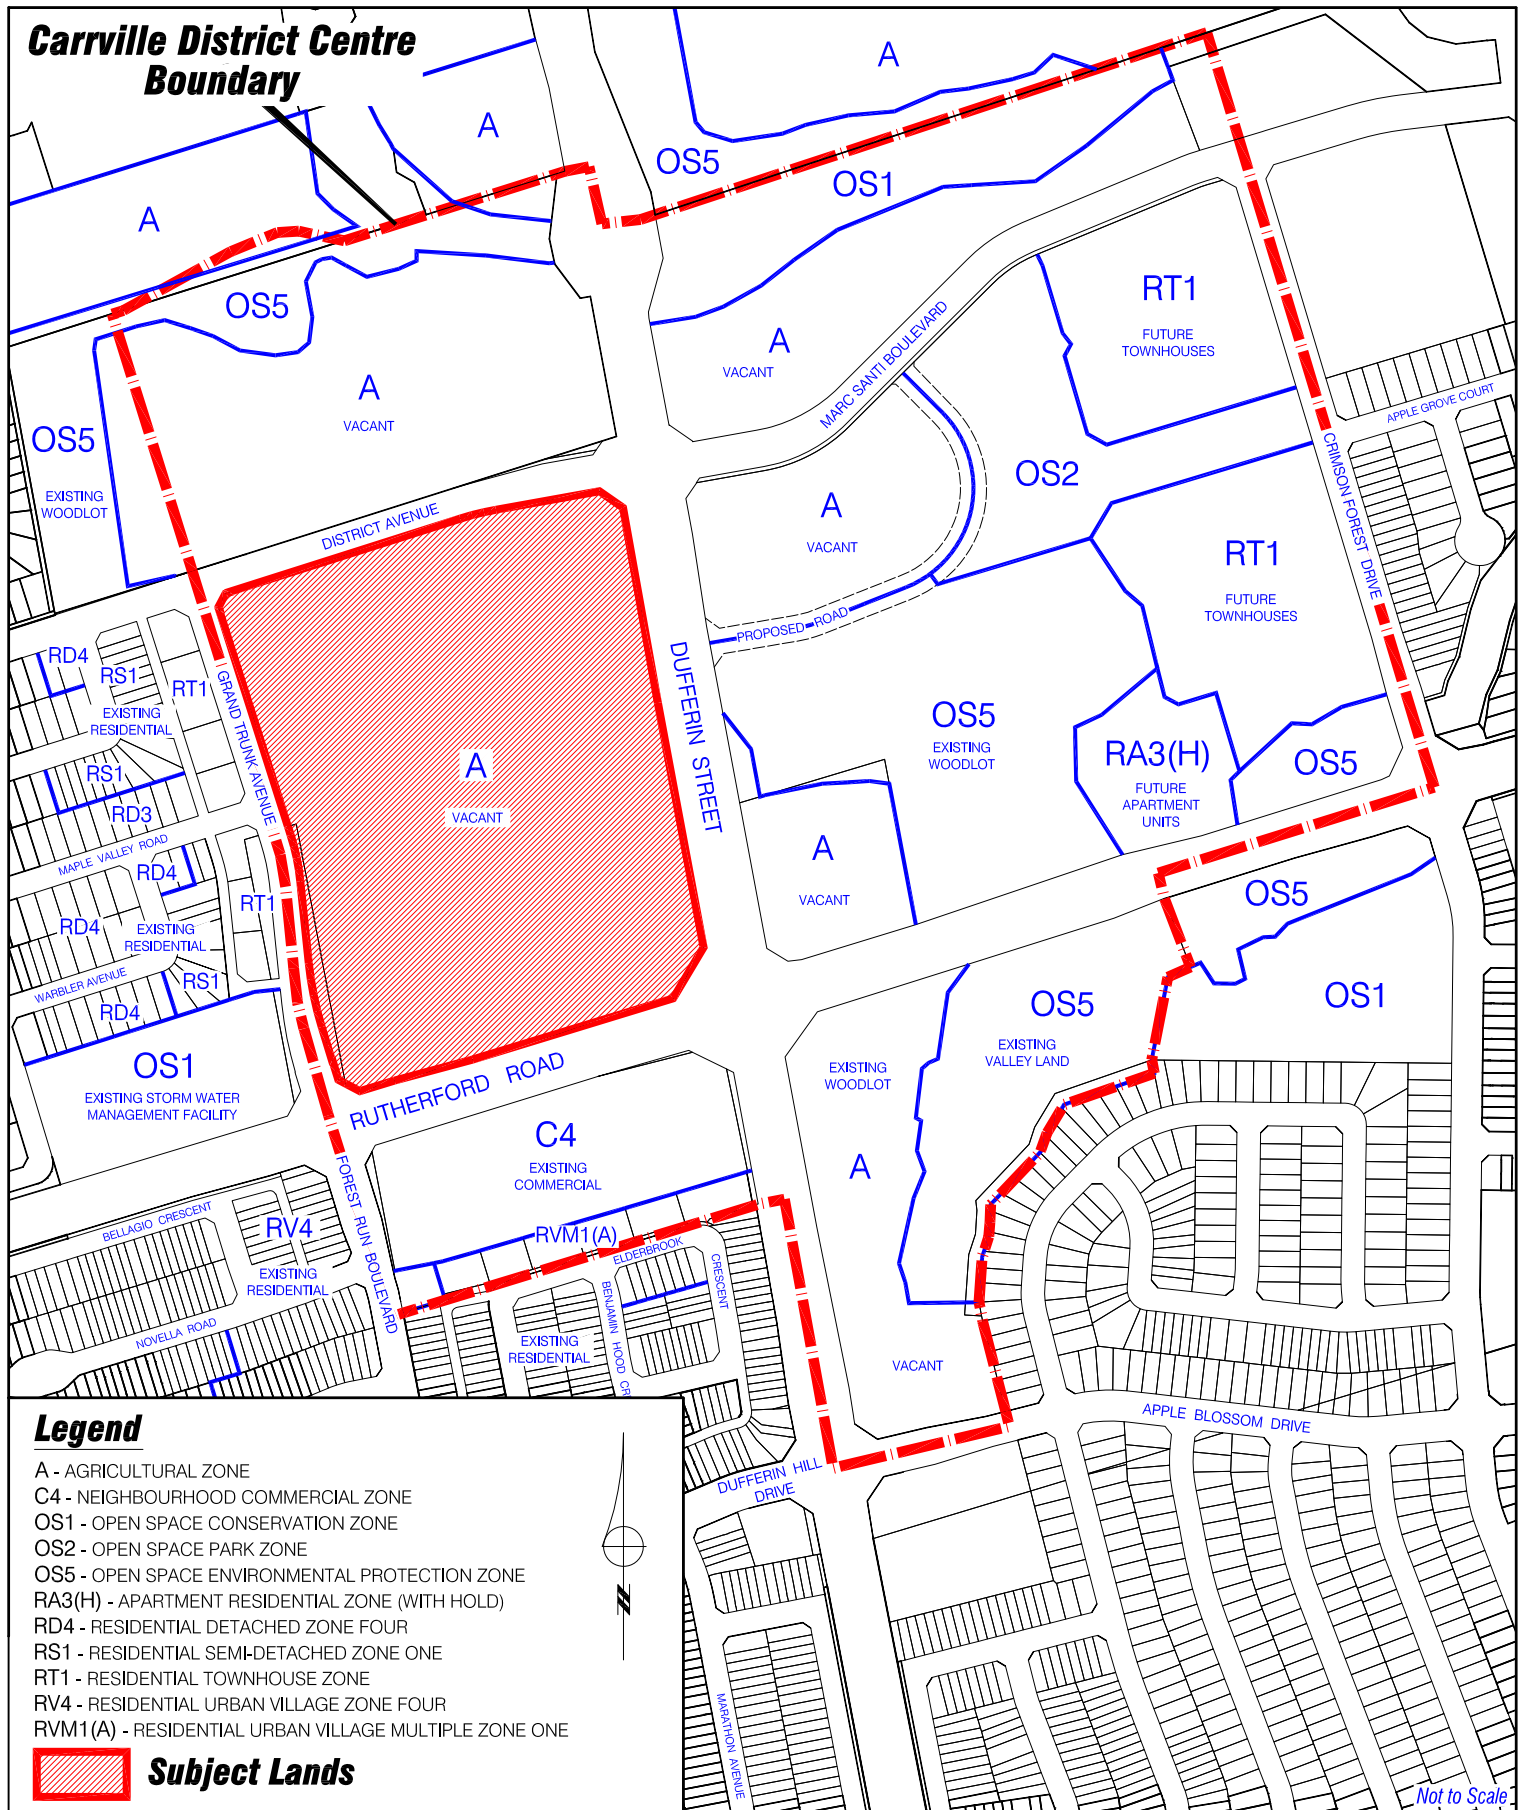 Carrville District Centre
Boundary
A
A
A
OS5
OS1
A
OS5
A
VACANT
OS5
EXISTING
WOODLOT
A
VACANT
MARC SANTI BOULEVARD
RT1
FUTURE
TOWNHOUSES
APPLE GROVE COURT
CRIMSON FOREST DRIVE
OS2
A
VACANT
DISTRICT AVENUE
RT1
FUTURE
TOWNHOUSES
PROPOSED ROAD
DUFFERIN STREET
RD4
RS1
RT1
EXISTING
RESIDENTIAL
GRAND TRUNK AVENUE
RS1
RD3
A
VACANT
OS5
EXISTING
WOODLOT
RA3(H)
FUTURE
APARTMENT
UNITS
OS5
MAPLE VALLEY ROAD
RD4
A
VACANT
OS5
RT1
RD4
EXISTING
RESIDENTIAL
WARBLER AVENUE
RS1
RD4
OS5
EXISTING
VALLEY LAND
OS1
OS1
EXISTING STORM WATER
MANAGEMENT FACILITY
EXISTING
WOODLOT
A
RUTHERFORD ROAD
C4
EXISTING
COMMERCIAL
FOREST RUN BOULEVARD
BELLAGIO CRESCENT
RV4
EXISTING
RESIDENTIAL
RVM1(A)
ELDERBROOK
CRESCENT
BENJAMIN HOOD CR
NOVELLA ROAD
EXISTING
RESIDENTIAL
VACANT
APPLE BLOSSOM DRIVE
DUFFERIN HILL
DRIVE
MARATHON AVENUE
Legend
A - AGRICULTURAL ZONE
C4 - NEIGHBOURHOOD COMMERCIAL ZONE
OS1 - OPEN SPACE CONSERVATION ZONE
OS2 - OPEN SPACE PARK ZONE
OS5 - OPEN SPACE ENVIRONMENTAL PROTECTION ZONE
RA3(H) - APARTMENT RESIDENTIAL ZONE (WITH HOLD)
RD4 - RESIDENTIAL DETACHED ZONE FOUR
RS1 - RESIDENTIAL SEMI-DETACHED ZONE ONE
RT1 - RESIDENTIAL TOWNHOUSE ZONE
RV4 - RESIDENTIAL URBAN VILLAGE ZONE FOUR
RVM1(A) - RESIDENTIAL URBAN VILLAGE MULTIPLE ZONE ONE
Subject Lands
N
Not to Scale